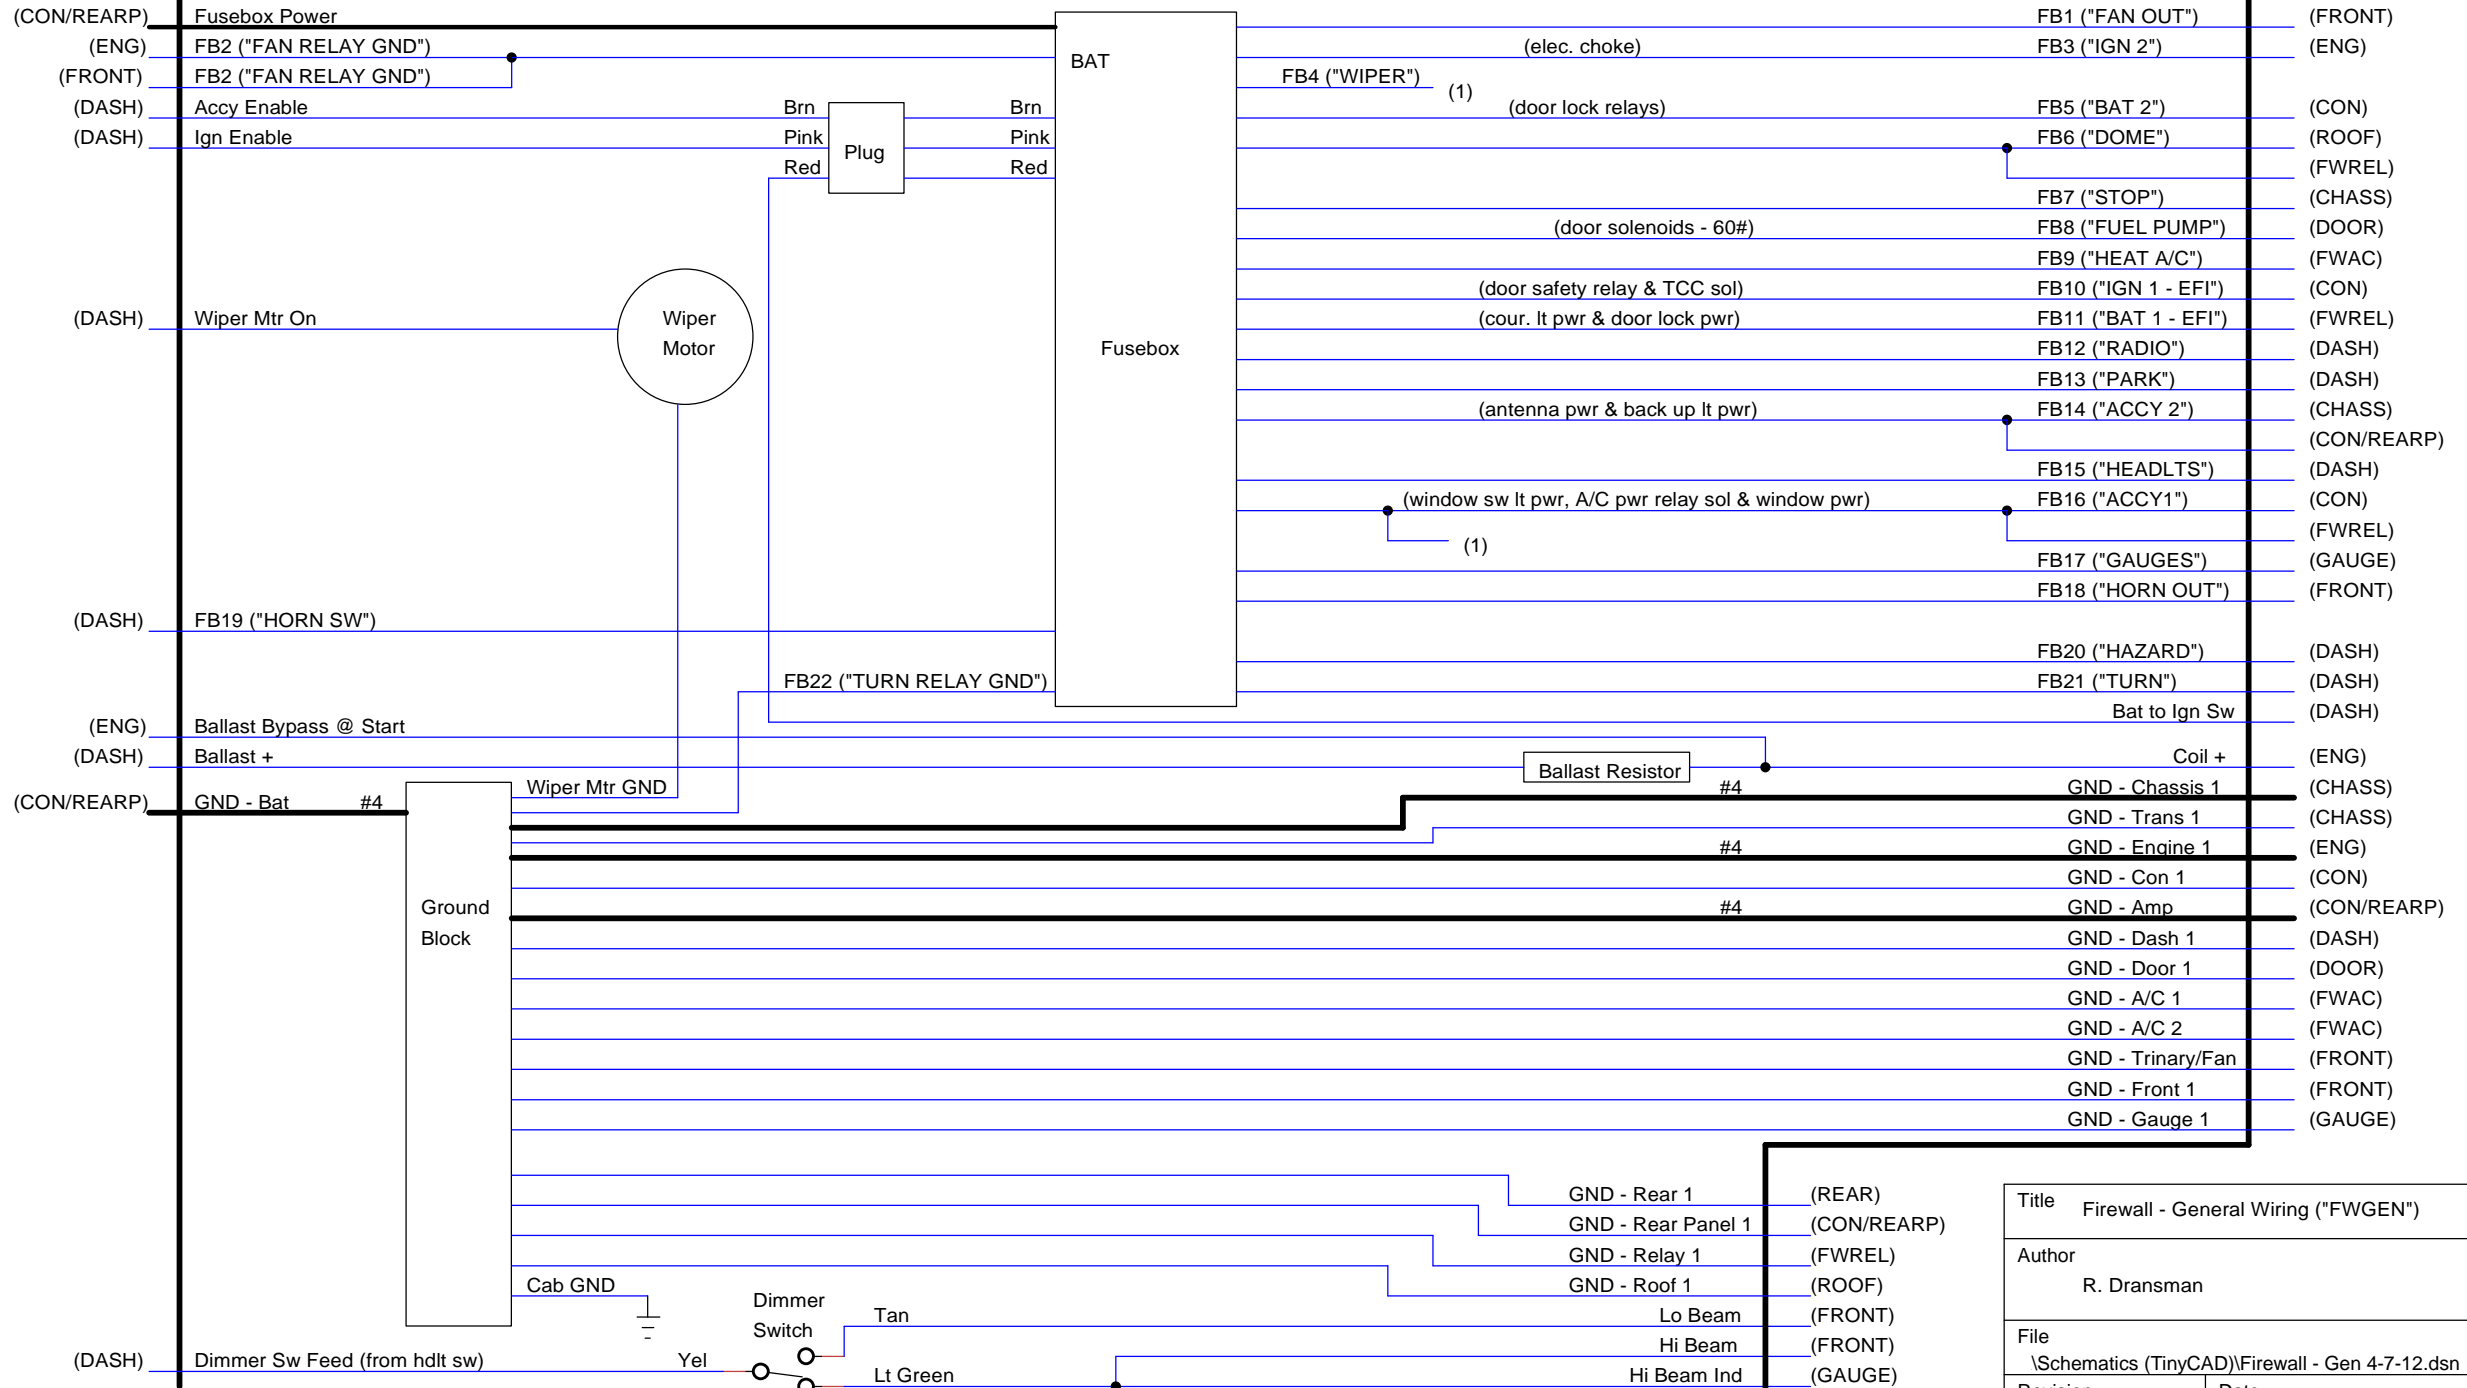 (CON/REARP) Fusebox Power FB1 ("FAN OUT") (FRONT)
(ENG) FB2 ("FAN RELAY GND") BAT (elec. choke) FB3 ("IGN 2") (ENG)
(FRONT) FB2 ("FAN RELAY GND") FB4 ("WIPER") (1)
(DASH) Accy Enable Brn Brn (door lock relays) FB5 ("BAT 2") (CON)
(DASH) Ign Enable Pink Plug Pink FB6 ("DOME") (ROOF)
Red Red (FWREL)
FB7 ("STOP") (CHASS)
(door solenoids - 60#) FB8 ("FUEL PUMP") (DOOR)
FB9 ("HEAT A/C") (FWAC)
(door safety relay & TCC sol) FB10 ("IGN 1 - EFI") (CON)
(DASH) Wiper Mtr On Wiper (cour. lt pwr & door lock pwr) FB11 ("BAT 1 - EFI") (FWREL)
Motor Fusebox FB12 ("RADIO") (DASH)
FB13 ("PARK") (DASH)
(antenna pwr & back up lt pwr) FB14 ("ACCY 2") (CHASS)
(CON/REARP)
FB15 ("HEADLTS") (DASH)
(window sw lt pwr, A/C pwr relay sol & window pwr) FB16 ("ACCY1") (CON)
(1) (FWREL)
FB17 ("GAUGES") (GAUGE)
FB18 ("HORN OUT") (FRONT)
(DASH) FB19 ("HORN SW")
FB20 ("HAZARD") (DASH)
FB22 ("TURN RELAY GND") FB21 ("TURN") (DASH)
Bat to Ign Sw (DASH)
(ENG) Ballast Bypass @ Start
(DASH) Ballast + Ballast Resistor Coil + (ENG)
Wiper Mtr GND #4 GND - Chassis 1 (CHASS)
(CON/REARP) GND - Bat #4
GND - Trans 1 (CHASS)
#4 GND - Engine 1 (ENG)
GND - Con 1 (CON)
Ground #4 GND - Amp (CON/REARP)
Block GND - Dash 1 (DASH)
GND - Door 1 (DOOR)
GND - A/C 1 (FWAC)
GND - A/C 2 (FWAC)
GND - Trinary/Fan (FRONT)
GND - Front 1 (FRONT)
GND - Gauge 1 (GAUGE)
GND - Rear 1 (REAR)
GND - Rear Panel 1 (CON/REARP)
GND - Relay 1 (FWREL)
Cab GND GND - Roof 1 (ROOF)
Dimmer
Switch
Tan Lo Beam (FRONT)
Hi Beam (FRONT)
(DASH) Dimmer Sw Feed (from hdlt sw) Yel
Lt Green Hi Beam Ind (GAUGE)
Title Firewall - General Wiring ("FWGEN")
Author
R. Dransman
File
\Schematics (TinyCAD)\Firewall - Gen 4-7-12.dsn
Revision Date